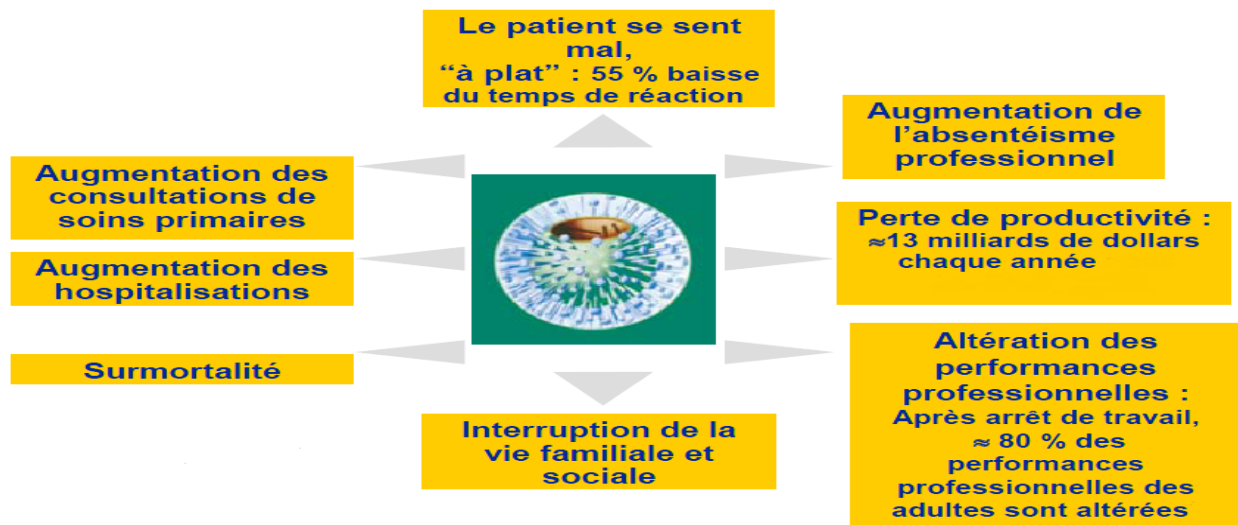 Le patient se sent
mal,
“à plat” : 55 % baisse
du temps de réaction
Augmentation de
l’absentéisme
professionnel
Augmentation des
consultations de
soins primaires
Perte de productivité :
≈13 milliards de dollars
chaque année
Augmentation des
hospitalisations
Altération des
performances
professionnelles :
Après arrêt de travail,
≈ 80 % des
performances
professionnelles des
adultes sont altérées
Surmortalité
Interruption de la
vie familiale et
sociale